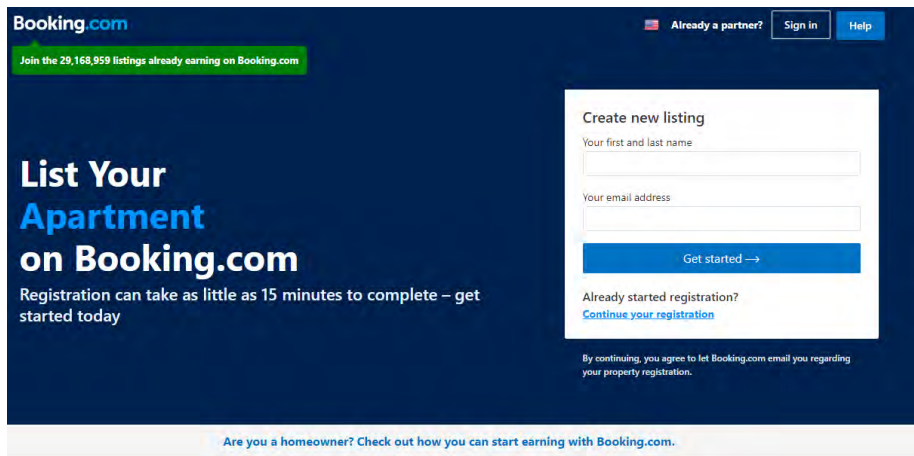 Booking.com
Already a partner?
Sign in
Help
Join the 29,168,959 listings already earning on Booking.com
List Your
Apartment
on Booking.com
Registration can take as little as 15 minutes to complete – get
started today
Create new listing
Your first and last name
Your email address
Get started →
Already started registration?
Continue your registration
By continuing, you agree to let Booking.com email you regarding
your property registration.
Are you a homeowner? Check out how you can start earning with Booking.com.